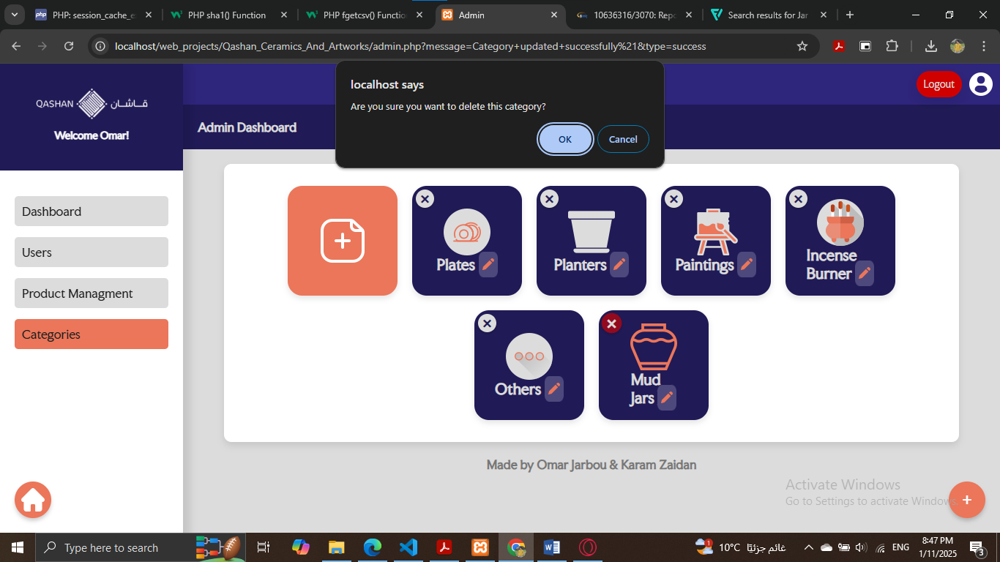 PHP: session_cache_e
PHP sha1() Function
PHP fgetcsv() Functio
Admin
10636316/3070: Repo
Search results for Jar
localhost/web_projects/Qashan_Ceramics_And_Artworks/admin.php?message=Category+updated+successfully%21&type=success
localhost says
Are you sure you want to delete this category?
OK
Cancel
Logout
QASHAN قاشان
Welcome Omar!
Admin Dashboard
Dashboard
Users
Product Managment
Categories
Plates
Planters
Paintings
Incense
Burner
Others
Mud
Jars
Made by Omar Jarbou & Karam Zaidan
Activate Windows
Go to Settings to activate Windows
Type here to search
10°C غائم جزئيًا
ENG
8:47 PM
1/11/2025
3